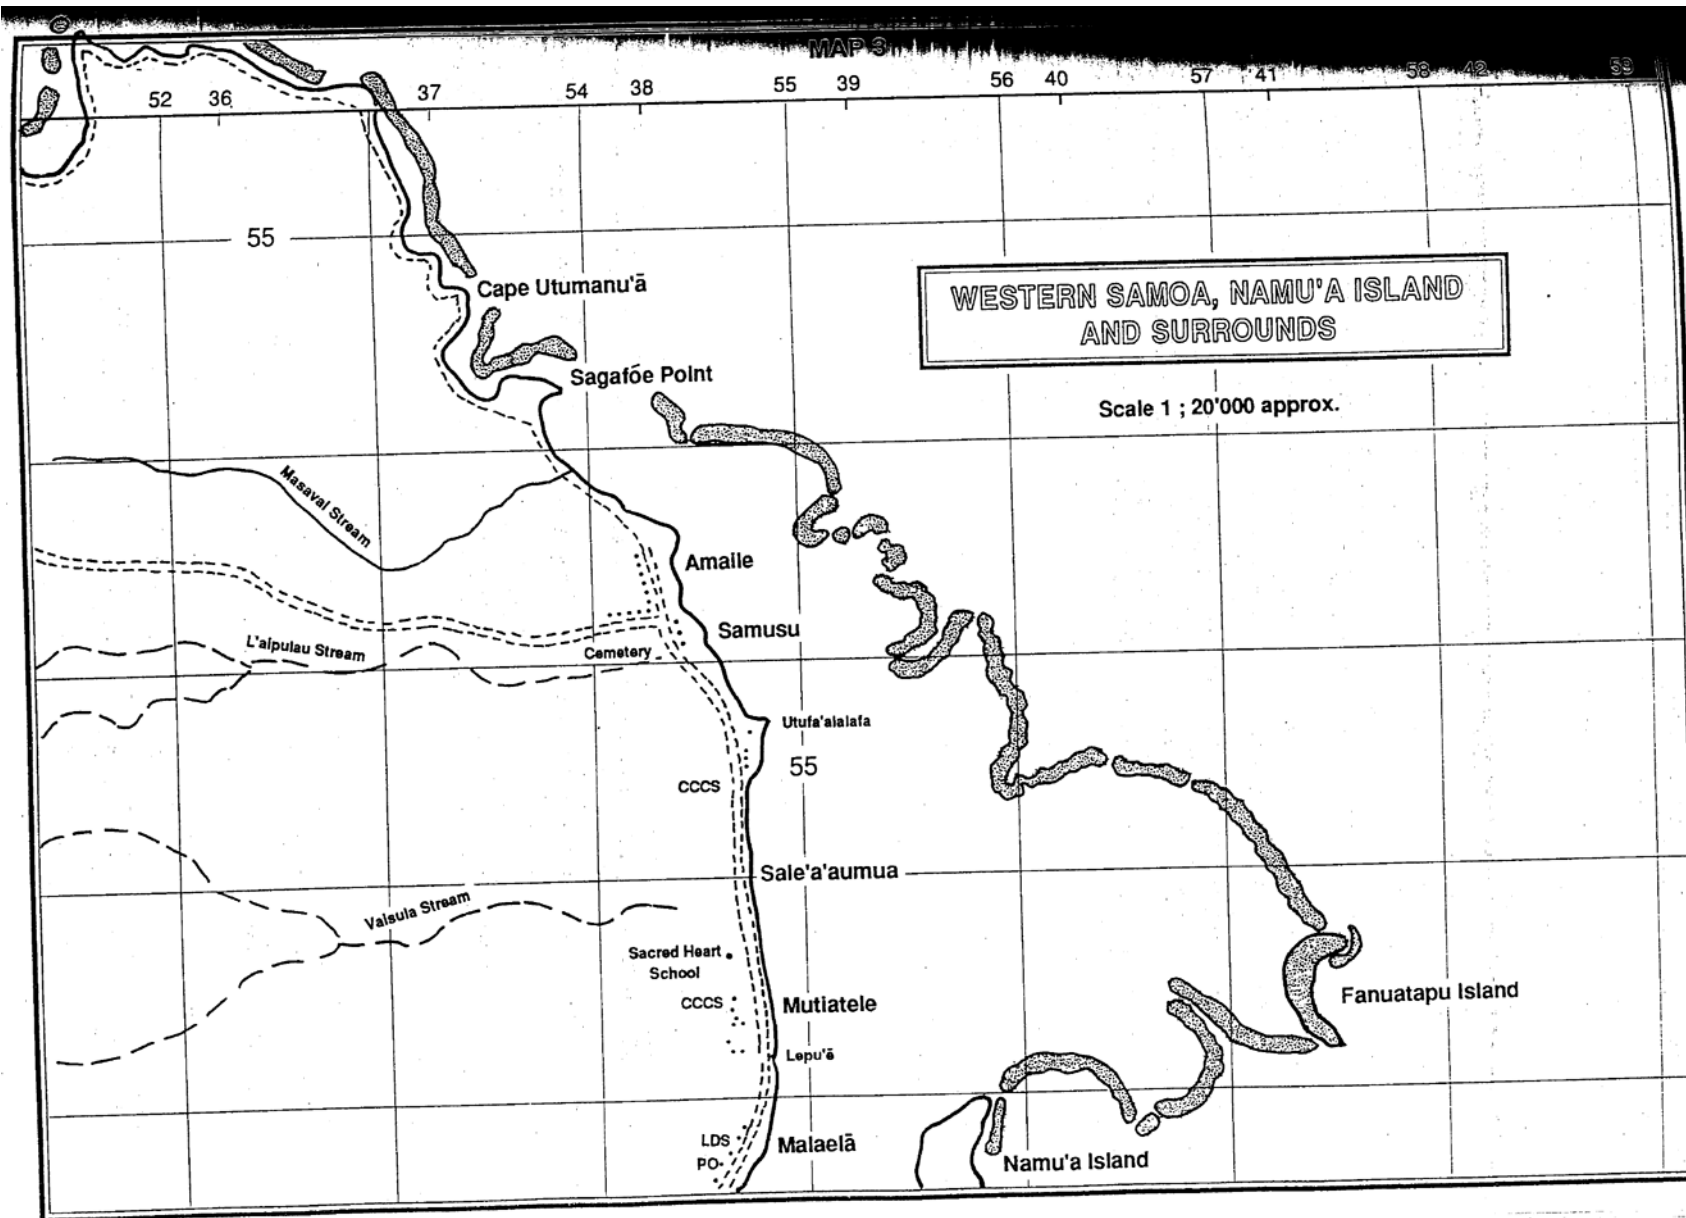 MAP 3
52 36 37 54 38 55 39 56 40 57 41 58 42 59
55
Cape Utumanu'ā
WESTERN SAMOA, NAMU'A ISLAND
AND SURROUNDS
Sagafóe Point
Scale 1 ; 20'000 approx.
Masaval Stream
Amaile
Samusu
L'aipulau Stream
Cemetery
Utufa'alalafa
55
CCCS
Sale'a'aumua
Vaisula Stream
Sacred Heart
School
CCCS
Mutiatele
Fanuatapu Island
Lepu'ē
LDS
Malaelā
PO
Namu'a Island